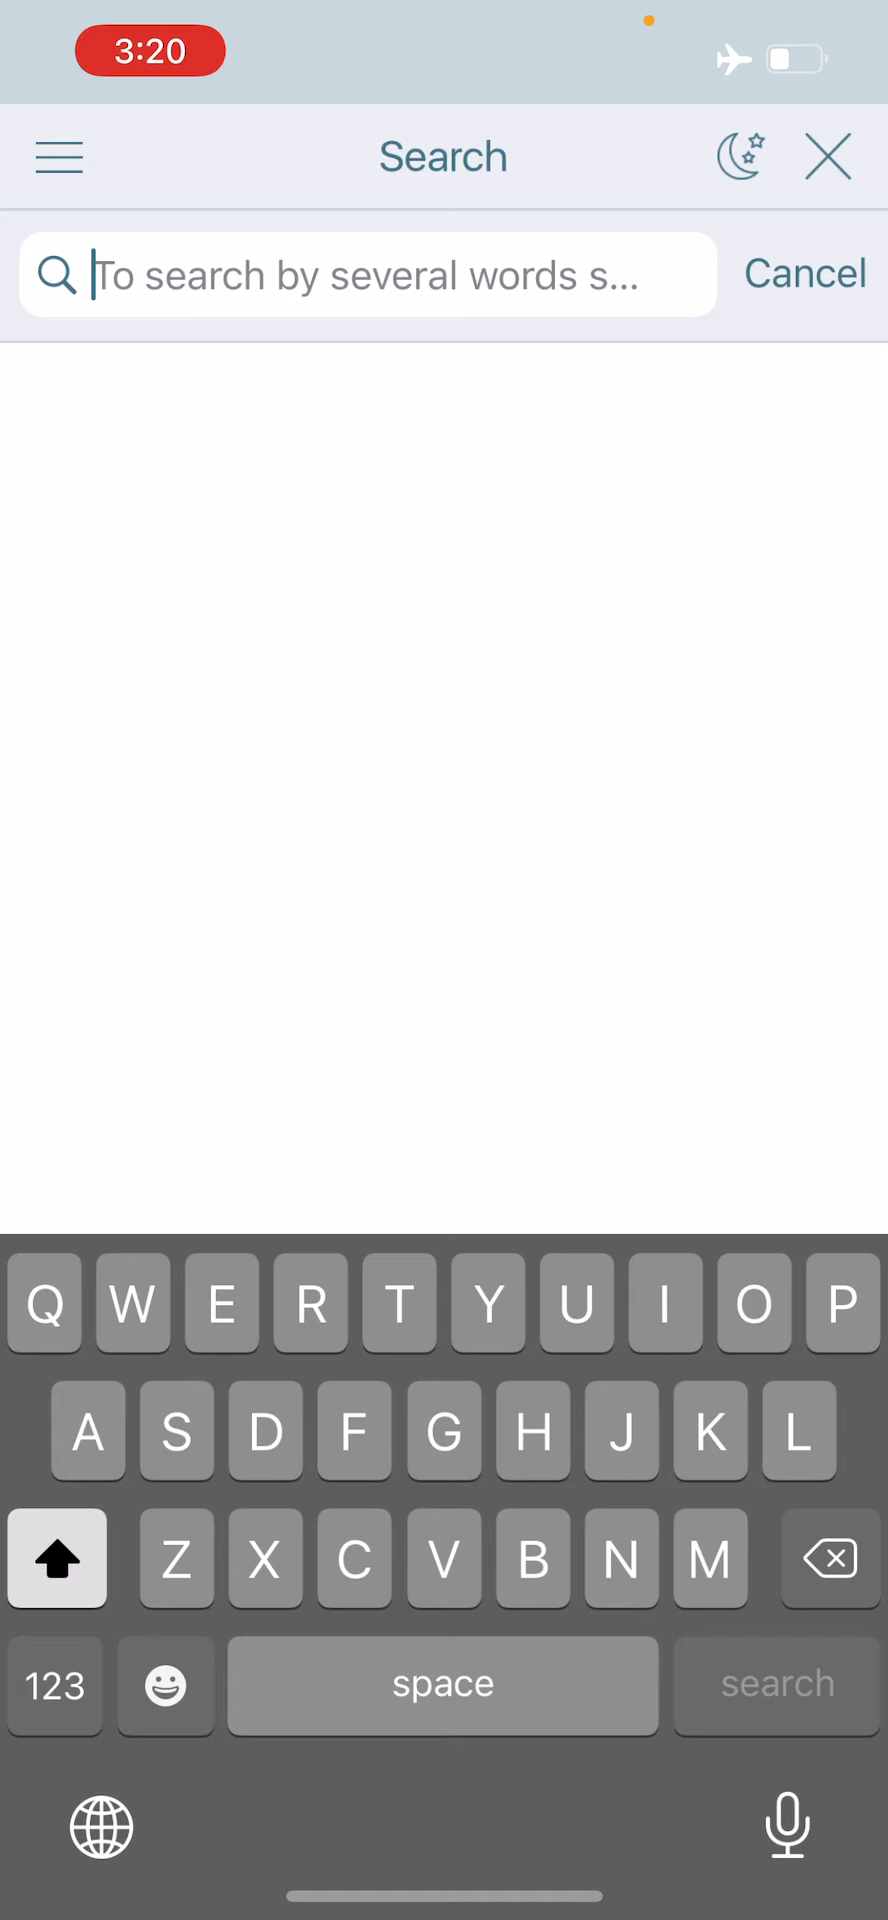 3:20
Search
To search by several words s...
Cancel
Q W E R T Y U I O P
A S D F G H J K L
Z X C V B N M
123 space search